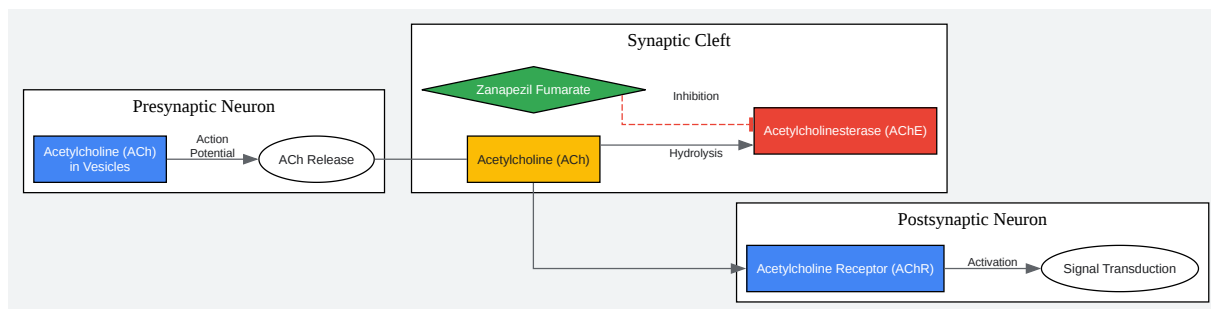 Presynaptic Neuron
Acetylcholine (ACh)
in Vesicles
Action
Potential
ACh Release
Synaptic Cleft
Zanapezil Fumarate
Inhibition
Acetylcholinesterase (AChE)
Acetylcholine (ACh)
Hydrolysis
Postsynaptic Neuron
Acetylcholine Receptor (AChR)
Activation
Signal Transduction